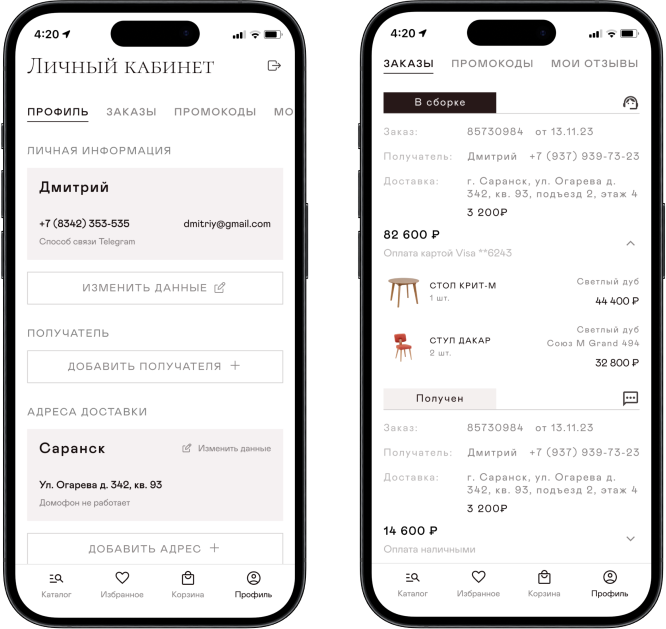 4:20
Личный кабинет
ПРОФИЛЬ ЗАКАЗЫ ПРОМОКОДЫ МО
ЛИЧНАЯ ИНФОРМАЦИЯ
Дмитрий
+7 (8342) 353-535 dmitriy@gmail.com
Способ связи Telegram
ИЗМЕНИТЬ ДАННЫЕ
ПОЛУЧАТЕЛЬ
ДОБАВИТЬ ПОЛУЧАТЕЛЯ +
АДРЕСА ДОСТАВКИ
Саранск Изменить данные
Ул. Огарева д. 342, кв. 93
Домофон не работает
ДОБАВИТЬ АДРЕС +
Каталог Избранное Корзина Профиль
4:20
ЗАКАЗЫ ПРОМОКОДЫ МОИ ОТЗЫВЫ
В сборке
Заказ: 85730984 от 13.11.23
Получатель: Дмитрий +7 (937) 939-73-23
Доставка: г. Саранск, ул. Огарева д.
342, кв. 93, подъезд 2, этаж 4
3 200₽
82 600 ₽
Оплата картой Visa **6243
СТОЛ КРИТ-М Светлый дуб
1 шт. 44 400 ₽
Светлый дуб
СТУЛ ДАКАР Союз М Grand 494
2 шт. 32 800 ₽
Получен
Заказ: 85730984 от 13.11.23
Получатель: Дмитрий +7 (937) 939-73-23
Доставка: г. Саранск, ул. Огарева д.
342, кв. 93, подъезд 2, этаж 4
3 200₽
14 600 ₽
Оплата наличными
Каталог Избранное Корзина Профиль